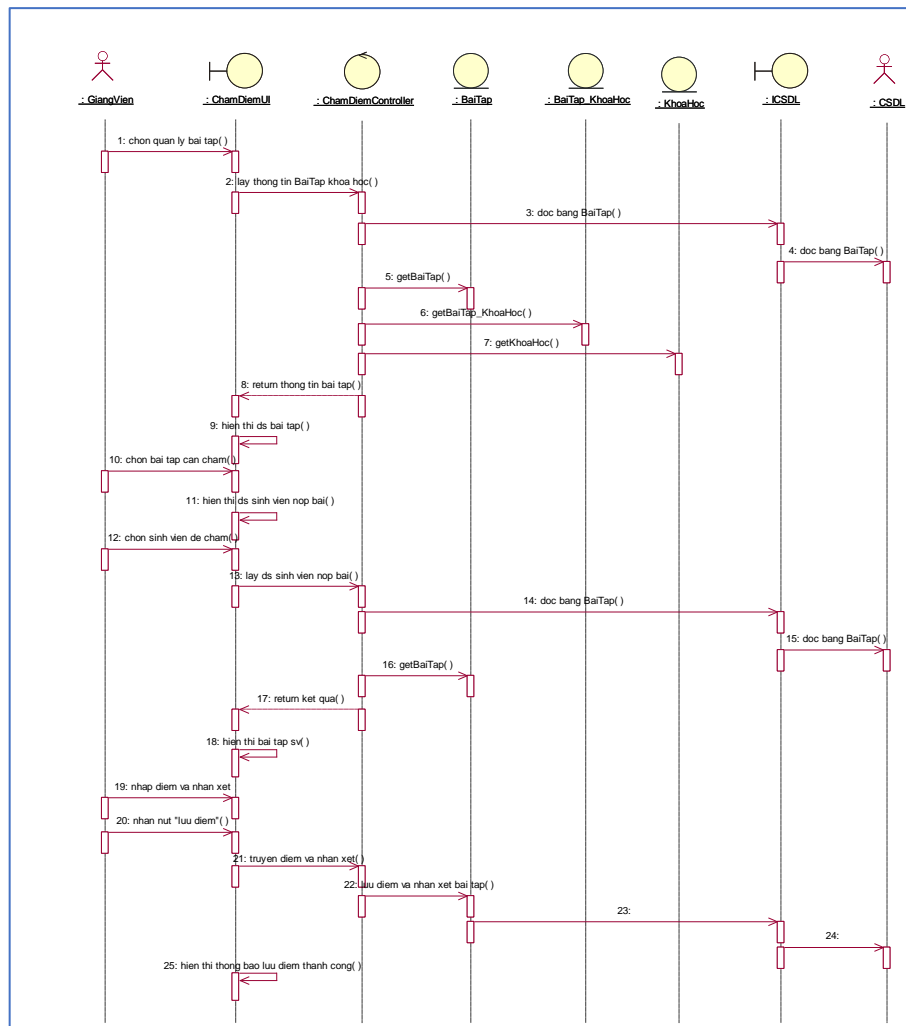 : GiangVien
: ChamDiemUI
: ChamDiemController
: BaiTap
: BaiTap_KhoaHoc
: KhoaHoc
: ICSDL
: CSDL
1: chon quan ly bai tap( )
2: lay thong tin BaiTap khoa hoc( )
3: doc bang BaiTap( )
4: doc bang BaiTap( )
5: getBaiTap( )
6: getBaiTap_KhoaHoc( )
7: getKhoaHoc( )
8: return thong tin bai tap( )
9: hien thi ds bai tap( )
10: chon bai tap can cham( )
11: hien thi ds sinh vien nop bai( )
12: chon sinh vien de cham( )
13: lay ds sinh vien nop bai( )
14: doc bang BaiTap( )
15: doc bang BaiTap( )
16: getBaiTap( )
17: return ket qua( )
18: hien thi bai tap sv( )
19: nhap diem va nhan xet
20: nhan nut "luu diem"( )
21: truyen diem va nhan xet( )
22: luu diem va nhan xet bai tap( )
23:
24:
25: hien thi thong bao luu diem thanh cong( )